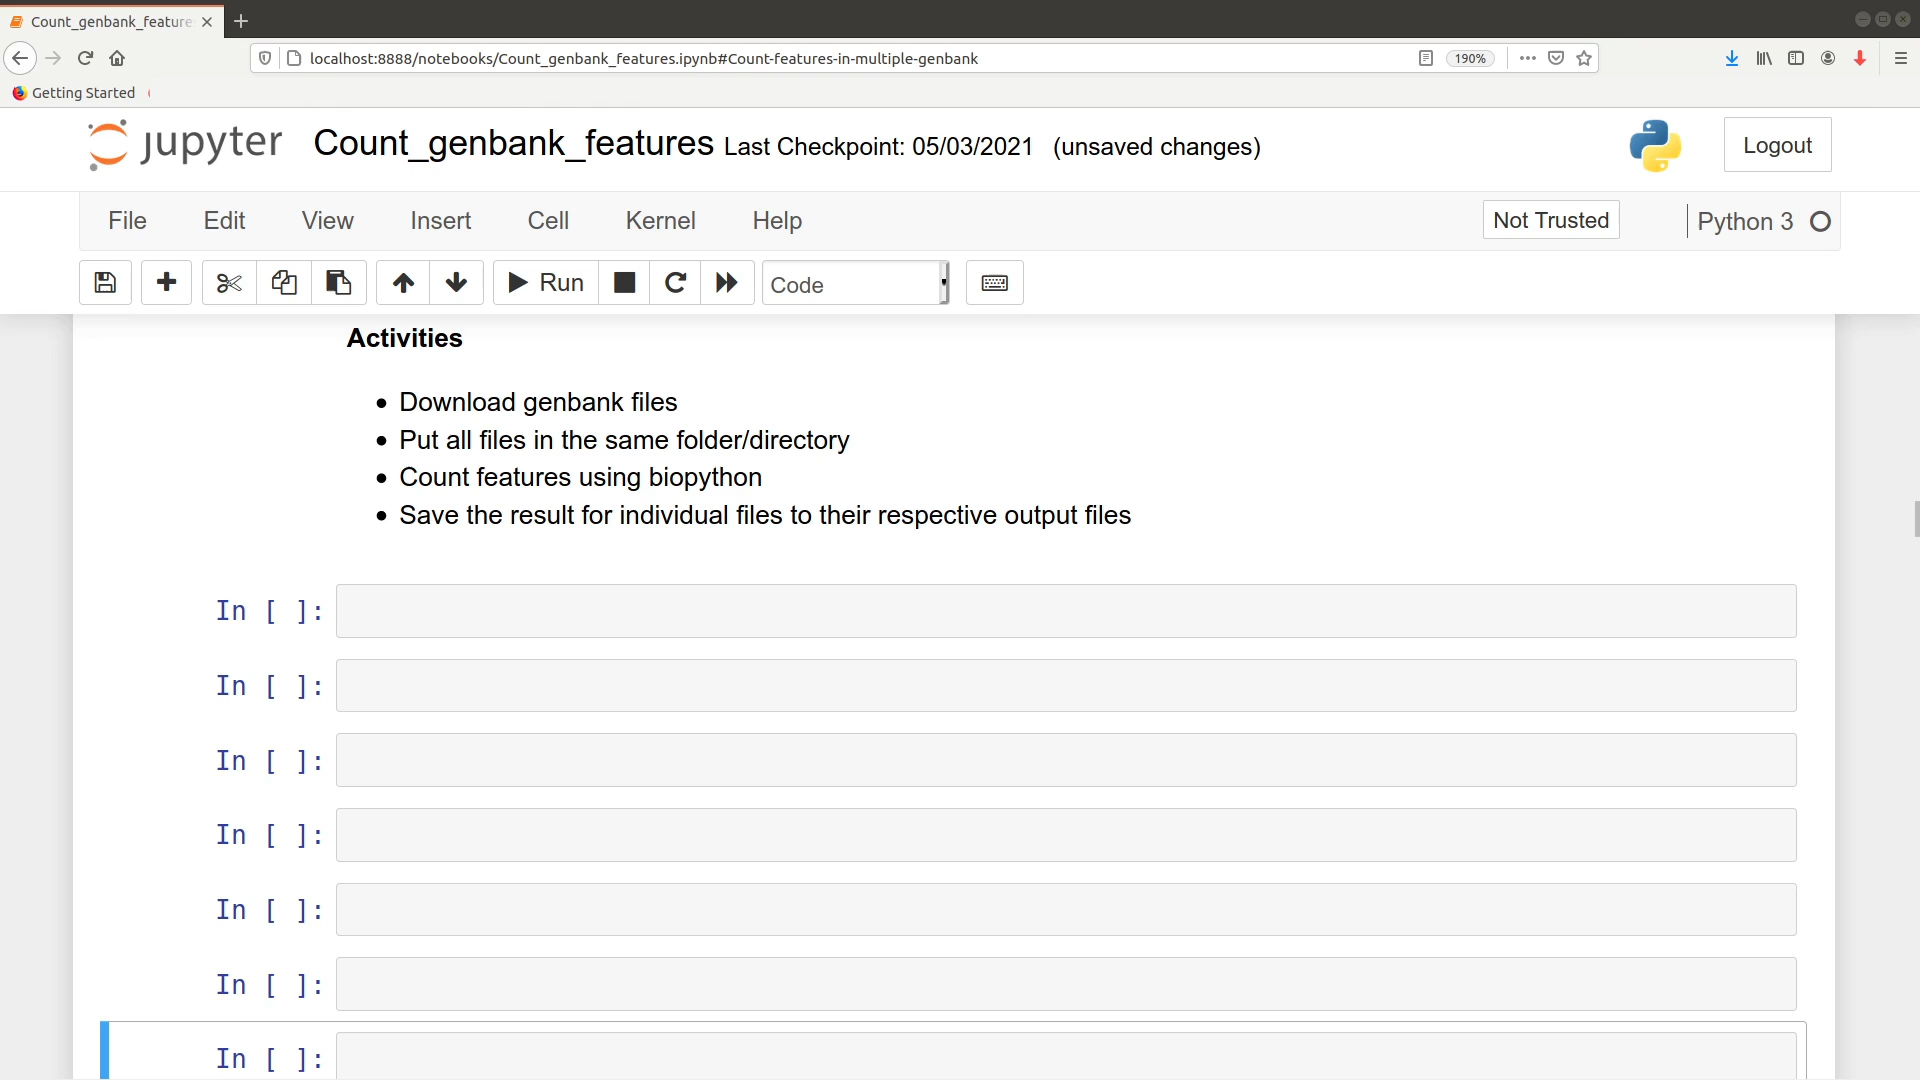 Count_genbank_feature
localhost:8888/notebooks/Count_genbank_features.ipynb#Count-features-in-multiple-genbank
190%
Getting Started
jupyter Count_genbank_features Last Checkpoint: 05/03/2021 (unsaved changes)
Logout
File Edit View Insert Cell Kernel Help
Not Trusted
Python 3
Run
Code
Activities
• Download genbank files
• Put all files in the same folder/directory
• Count features using biopython
• Save the result for individual files to their respective output files
In [ ]:
In [ ]:
In [ ]:
In [ ]:
In [ ]:
In [ ]:
In [ ]: